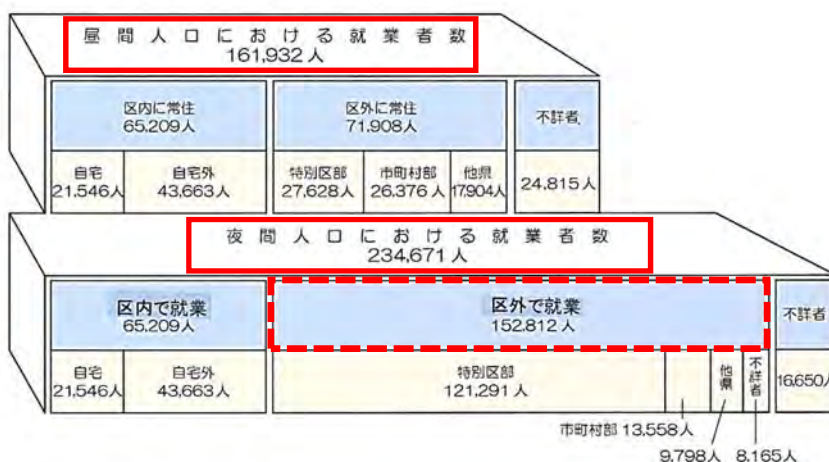 昼間人口における就業者数
161,932人
区内に常住
65.209人
区外に常住
71,908人
不詳者
自宅
21,546人
自宅外
43,663人
特別区部
27,628人
市町村部
26.376人
他県
17.904人
24.815人
夜間人口における就業者数
234,671人
区内で就業
65.209人
区外で就業
152.812人
不詳者
自宅
21,546人
自宅外
43,663人
特別区部
121,291人
他県
不詳者
16,650人
市町村部 13,558人
9,798人
8,165人